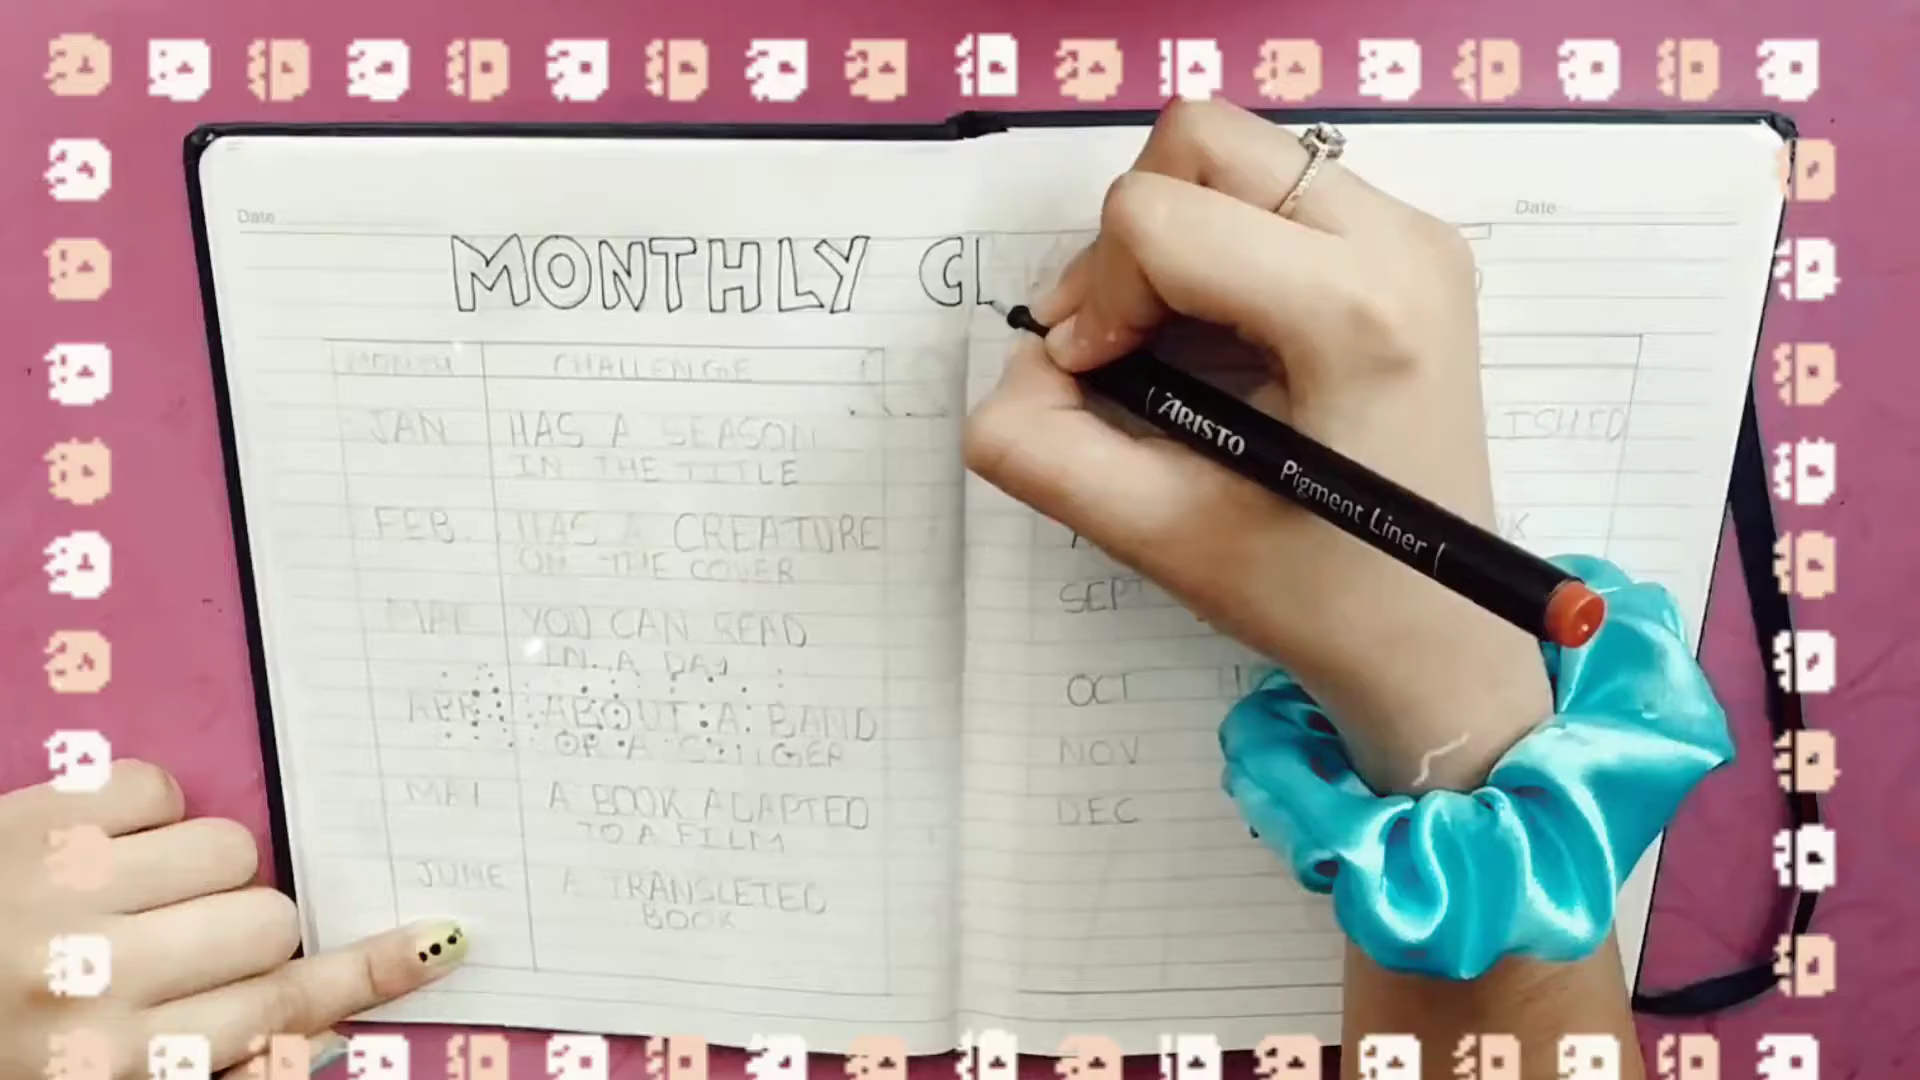 Date
Date
MONTHLY C
MONTH CHALLENGE
JAN HAS A SEASON
IN THE TITLE
FEB. HAS A CREATURE
ON THE COVER
MAR YOU CAN READ
IN A DAY
APR ABOUT A BAND
OR A SINGER
MAY A BOOK ADAPTED
TO A FILM
JUNE A TRANSLETED
BOOK
ISHED
SEPT
OCT
NOV
DEC
ARISTO Pigment Liner